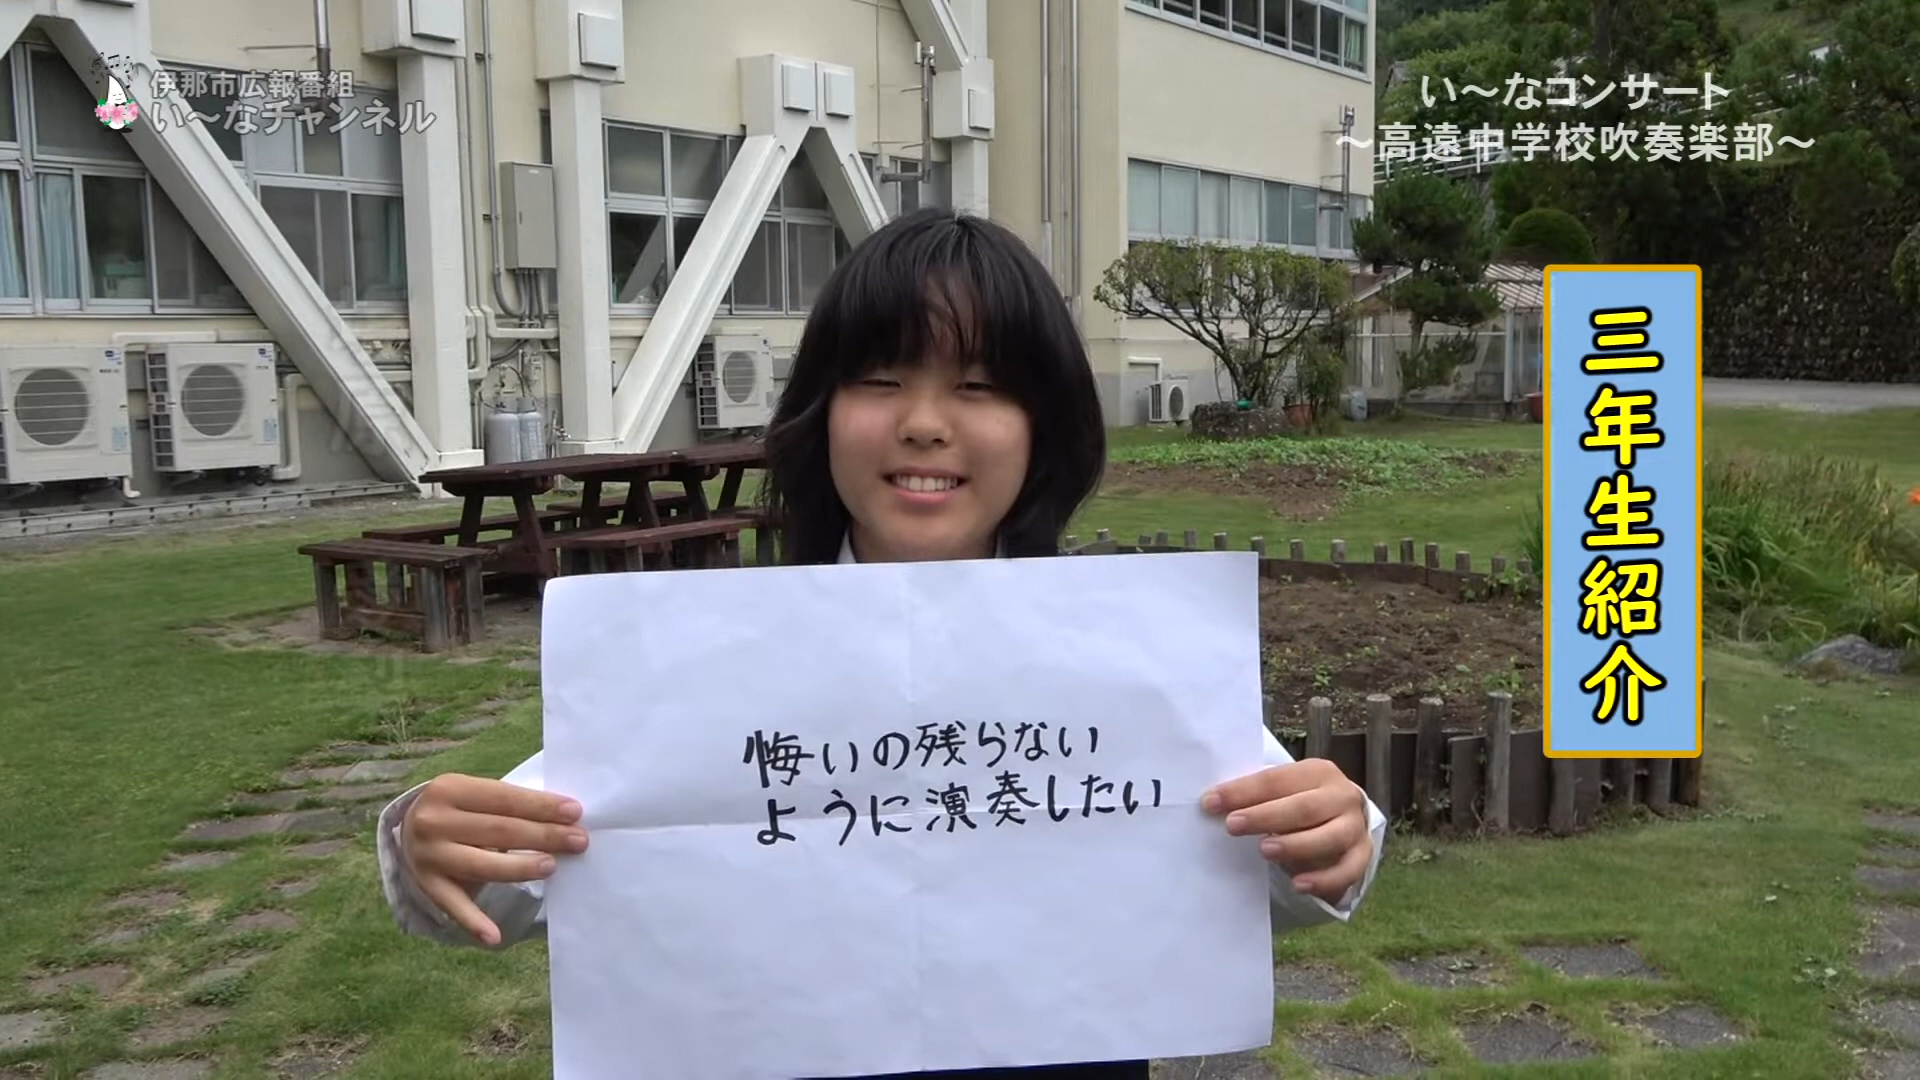 伊那市広報番組
い～なチャンネル
い～なコンサート
～高遠中学校吹奏楽部～
三年生紹介
悔いの残らない
ように演奏したい